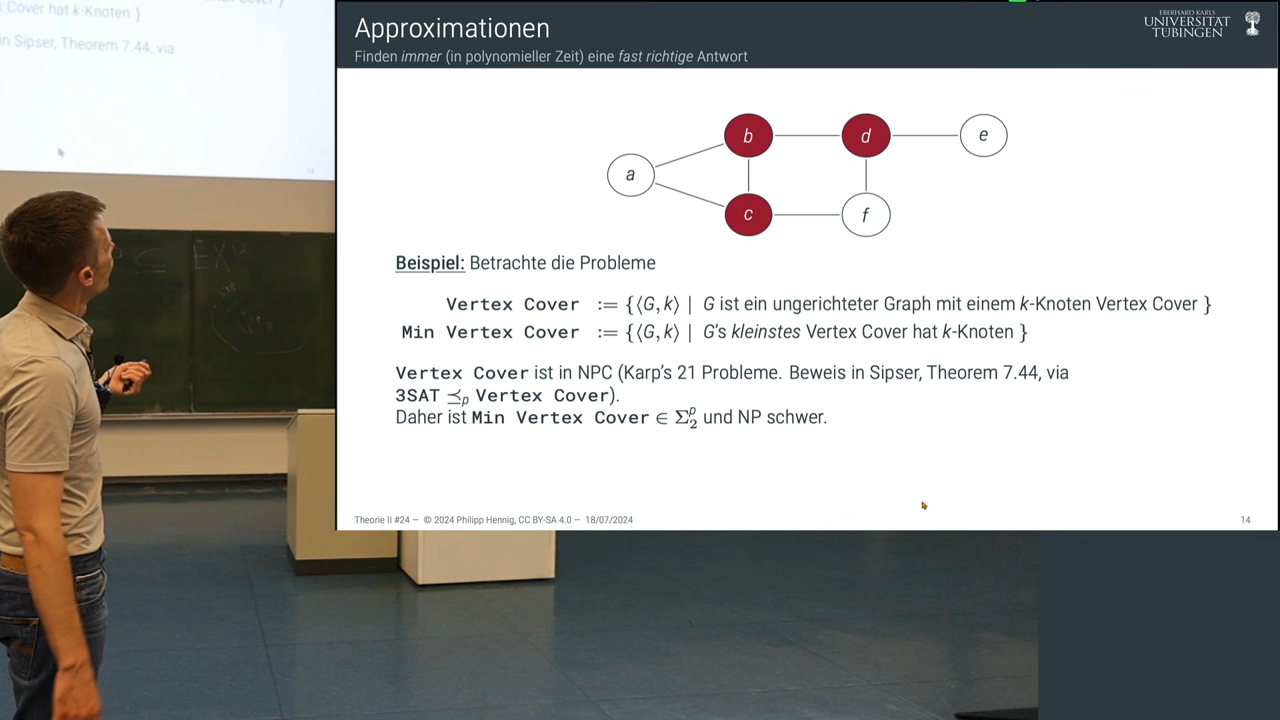 Cover hat k-Knoten }
in Sipser, Theorem 7.44, via
14
⊆ EXP
Approximationen
Finden immer (in polynomieller Zeit) eine fast richtige Antwort
EBERHARD KARLS
UNIVERSITÄT
TÜBINGEN
a
b
c
d
e
f
Beispiel: Betrachte die Probleme
Vertex Cover := {⟨G, k⟩ | G ist ein ungerichteter Graph mit einem k-Knoten Vertex Cover }
Min Vertex Cover := {⟨G, k⟩ | G's kleinstes Vertex Cover hat k-Knoten }
Vertex Cover ist in NPC (Karp's 21 Probleme. Beweis in Sipser, Theorem 7.44, via
3SAT ⪯p Vertex Cover).
Daher ist Min Vertex Cover ∈ Σ₂ᵖ und NP schwer.
Theorie II #24 — © 2024 Philipp Hennig, CC BY-SA 4.0 — 18/07/2024
14